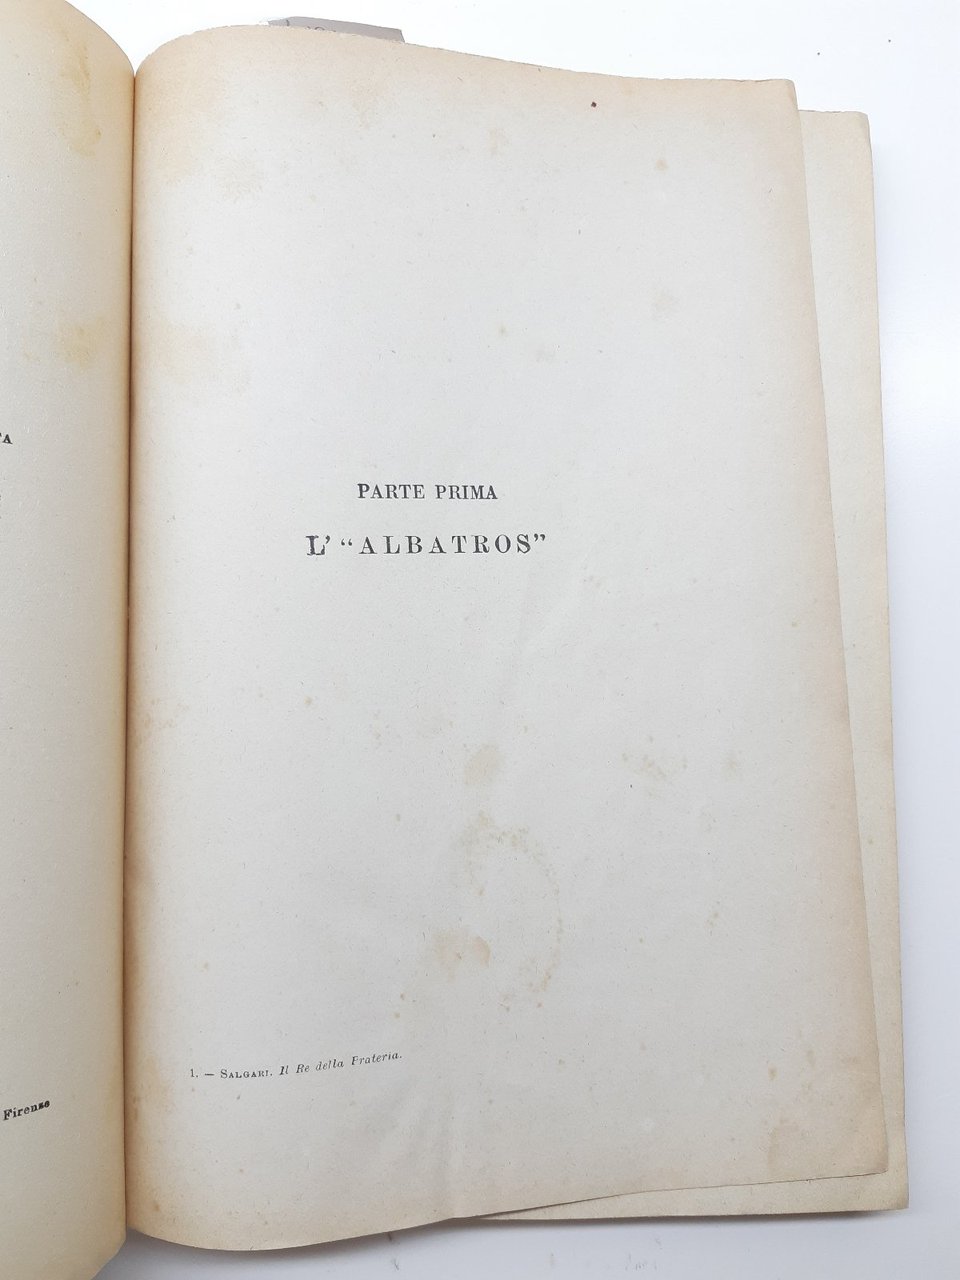 Firenze
PARTE PRIMA
L' “ALBATROS”
1. — SALGARI. Il Re della Prateria.